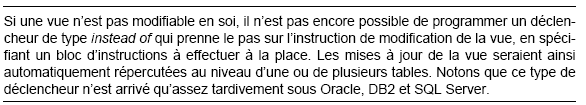 Si une vue n’est pas modifiable en soi, il n’est pas encore possible de programmer un déclen-
cheur de type instead of qui prenne le pas sur l’instruction de modification de la vue, en spéci-
fiant un bloc d’instructions à effectuer à la place. Les mises à jour de la vue seraient ainsi
automatiquement répercutées au niveau d’une ou de plusieurs tables. Notons que ce type de
déclencheur n’est arrivé qu’assez tardivement sous Oracle, DB2 et SQL Server.